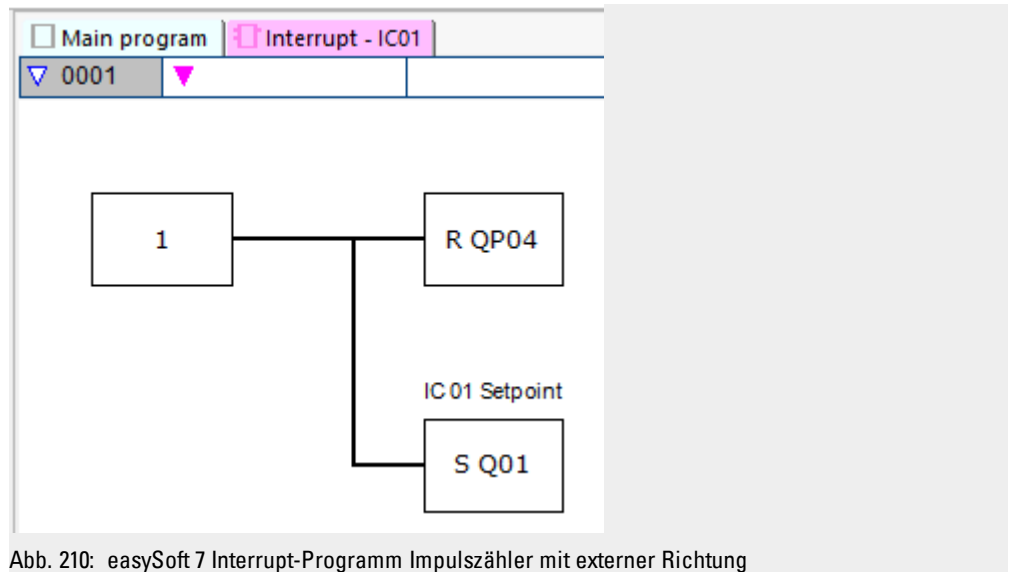 Main program Interrupt - IC01
0001
1 R QP04
IC 01 Setpoint
S Q01
Abb. 210: easySoft 7 Interrupt-Programm Impulszähler mit externer Richtung